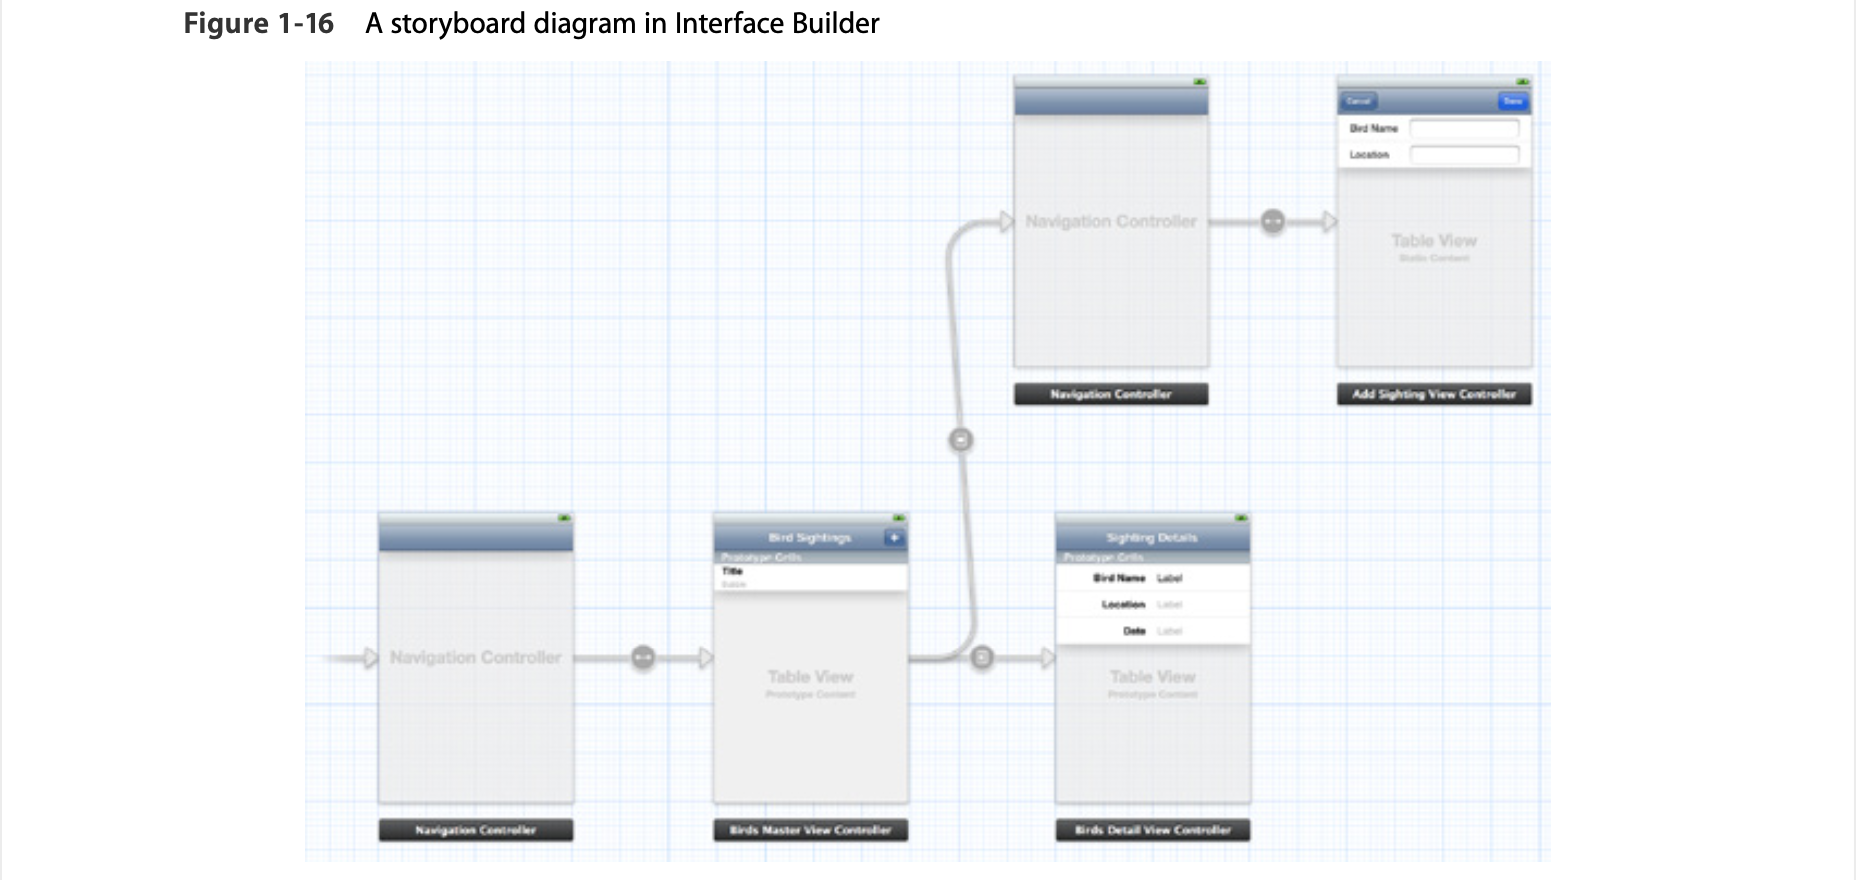 Figure 1-16 A storyboard diagram in Interface Builder
Cancel Done
Bird Name
Location
Navigation Controller
Table View
Static Content
Navigation Controller
Add Sighting View Controller
Bird Sightings +
Prototype Cells
Title
Subtitle
Sighting Details
Prototype Cells
Bird Name Label
Location Label
Date Label
Navigation Controller
Table View
Prototype Content
Table View
Prototype Content
Navigation Controller
Birds Master View Controller
Birds Detail View Controller